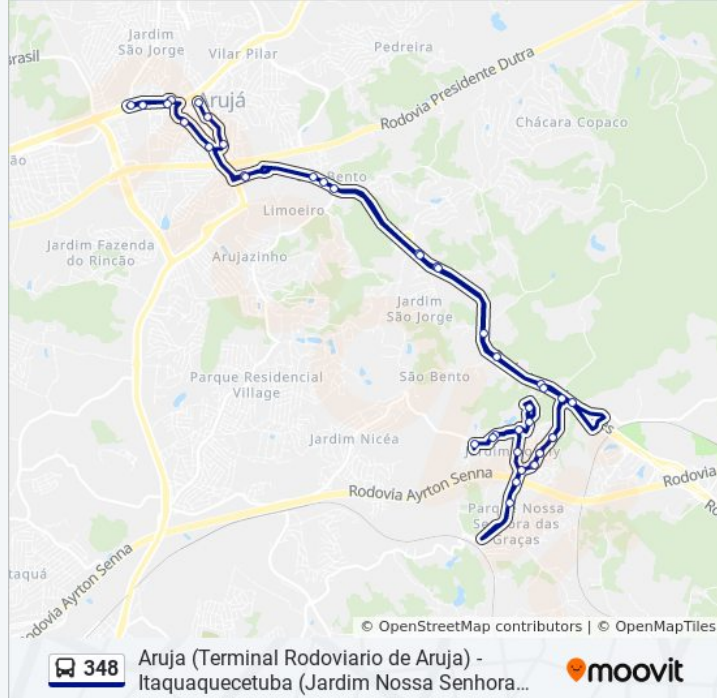 Jardim
São Jorge
Vilar Pilar
Pedreira
Rodovia Presidente Dutra
Arujá
Chácara Copaco
Bento
Limoeiro
Jardim Fazenda
do Rincão
Arujazinho
Jardim
São Jorge
Parque Residencial
Village
São Bento
Jardim Nicéa
Rodovia Ayrton Senna
Rodovia
Parque Nossa
Senhora das
Graças
taquá
odovia Ayrton Senna
© OpenStreetMap contributors | © OpenMapTiles
348
Aruja (Terminal Rodoviario de Aruja) -
Itaquaquecetuba (Jardim Nossa Senhora...
moovit